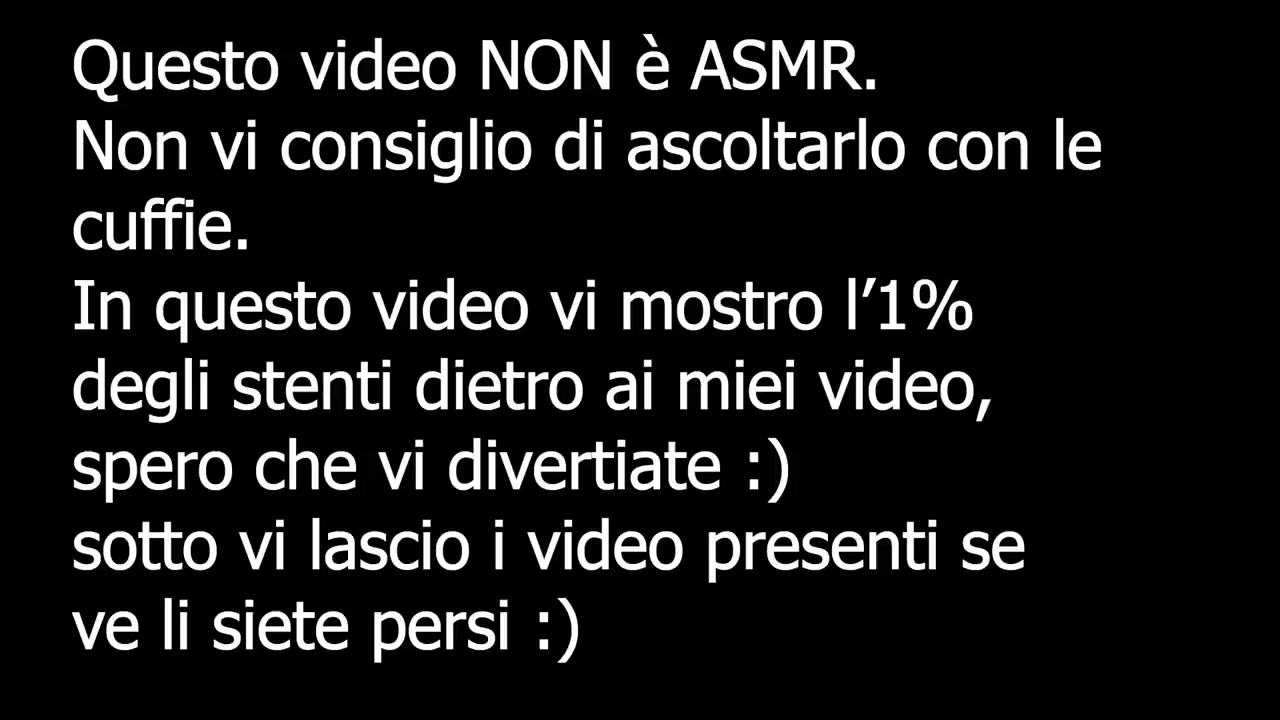 Questo video NON è ASMR.
Non vi consiglio di ascoltarlo con le
cuffie.
In questo video vi mostro l’1%
degli stenti dietro ai miei video,
spero che vi divertiate :)
sotto vi lascio i video presenti se
ve li siete persi :)